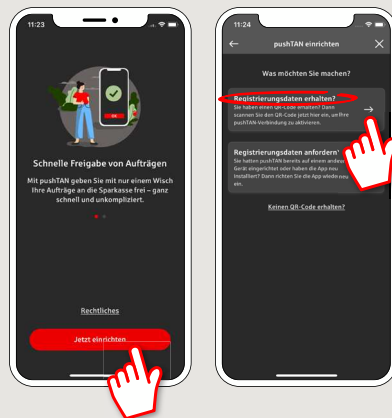 11:23
OK
Schnelle Freigabe von Aufträgen
Mit pushTAN geben Sie mit nur einem Wisch
Ihre Aufträge an die Sparkasse frei – ganz
schnell und unkompliziert.
Rechtliches
Jetzt einrichten
11:24
pushTAN einrichten
Was möchten Sie machen?
Registrierungsdaten erhalten?
Sie haben einen QR-Code erhalten? Dann
scannen Sie den QR-Code jetzt hier ein, um Ihre
pushTAN-Verbindung zu aktivieren.
Registrierungsdaten anfordern
Sie hatten pushTAN bereits auf einem andere
Gerät eingerichtet oder haben die App neu
installiert? Dann richten Sie die App wieder neu
ein.
Keinen QR-Code erhalten?